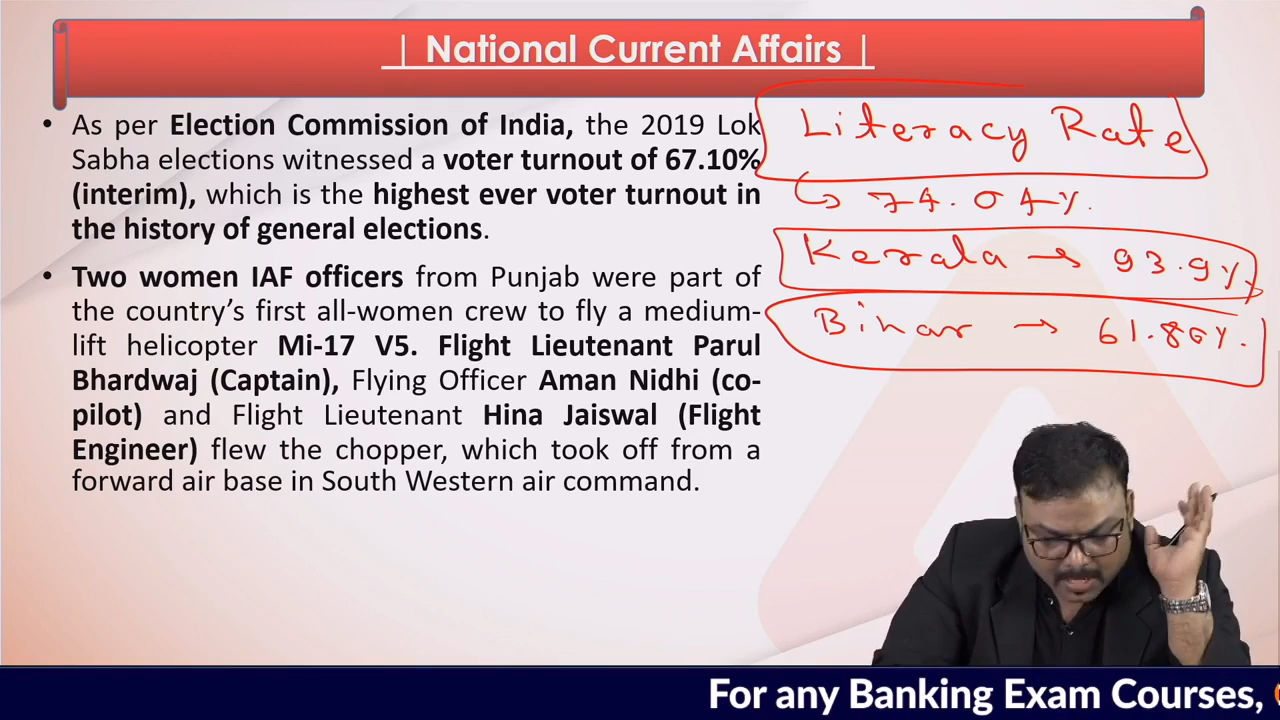 | National Current Affairs |
• As per Election Commission of India, the 2019 Lok
Sabha elections witnessed a voter turnout of 67.10%
(interim), which is the highest ever voter turnout in
the history of general elections.
• Two women IAF officers from Punjab were part of
the country's first all-women crew to fly a medium-
lift helicopter Mi-17 V5. Flight Lieutenant Parul
Bhardwaj (Captain), Flying Officer Aman Nidhi (co-
pilot) and Flight Lieutenant Hina Jaiswal (Flight
Engineer) flew the chopper, which took off from a
forward air base in South Western air command.
Literacy Rate
↳ 74.04%.
Kerala → 93.9%
Bihar → 61.80%.
For any Banking Exam Courses,